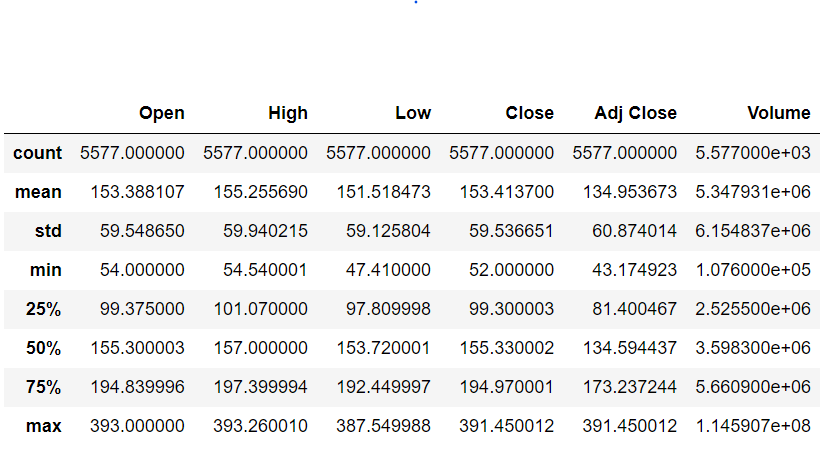 Open High Low Close Adj Close Volume
count 5577.000000 5577.000000 5577.000000 5577.000000 5577.000000 5.577000e+03
mean 153.388107 155.255690 151.518473 153.413700 134.953673 5.347931e+06
std 59.548650 59.940215 59.125804 59.536651 60.874014 6.154837e+06
min 54.000000 54.540001 47.410000 52.000000 43.174923 1.076000e+05
25% 99.375000 101.070000 97.809998 99.300003 81.400467 2.525500e+06
50% 155.300003 157.000000 153.720001 155.330002 134.594437 3.598300e+06
75% 194.839996 197.399994 192.449997 194.970001 173.237244 5.660900e+06
max 393.000000 393.260010 387.549988 391.450012 391.450012 1.145907e+08